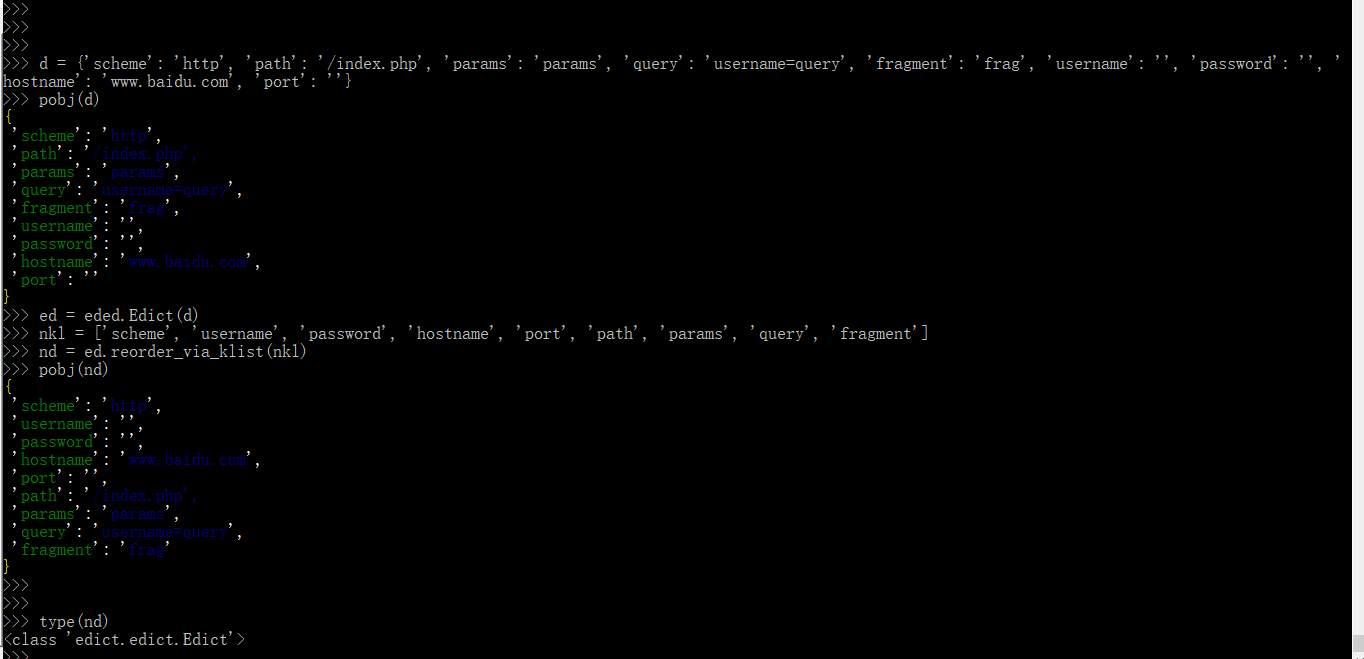 >>>
>>>
>>>
>>> d = {'scheme': 'http', 'path': '/index.php', 'params': 'params', 'query': 'username=query', 'fragment': 'frag', 'username': '', 'password': '', '
hostname': 'www.baidu.com', 'port': ''}
>>> pobj(d)
{
 'scheme': 'http',
 'path': '/index.php',
 'params': 'params',
 'query': 'username=query',
 'fragment': 'frag',
 'username': '',
 'password': '',
 'hostname': 'www.baidu.com',
 'port': ''
}
>>> ed = eded.Edict(d)
>>> nkl = ['scheme', 'username', 'password', 'hostname', 'port', 'path', 'params', 'query', 'fragment']
>>> nd = ed.reorder_via_klist(nkl)
>>> pobj(nd)
{
 'scheme': 'http',
 'username': '',
 'password': '',
 'hostname': 'www.baidu.com',
 'port': '',
 'path': '/index.php',
 'params': 'params',
 'query': 'username=query',
 'fragment': 'frag'
}
>>>
>>>
>>> type(nd)
<class 'edict.edict.Edict'>
>>>